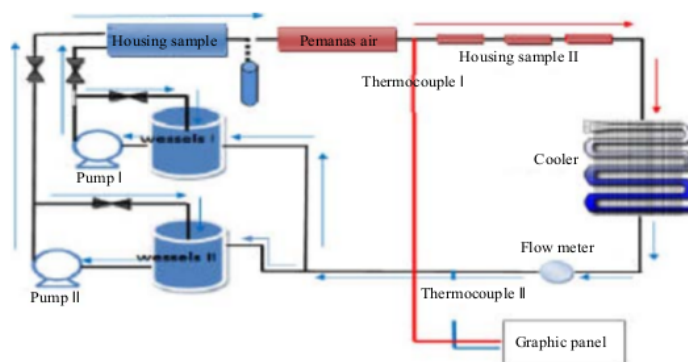 Housing sample
Pemanas air
Housing sample II
Thermocouple I
wessels I
Cooler
Pump I
wessels II
Flow meter
Pump II
Thermocouple II
Graphic panel